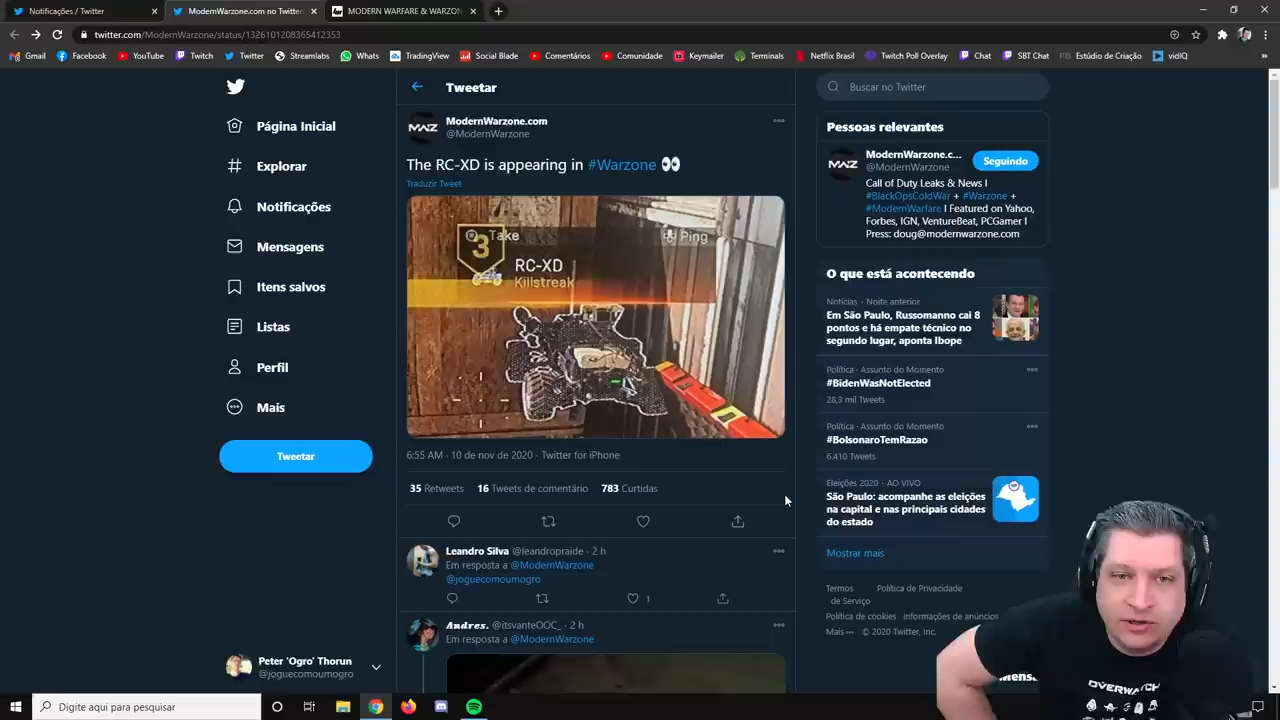 Notificações / Twitter
ModernWarzone.com no Twitter
MODERN WARFARE & WARZON
twitter.com/ModernWarzone/status/1326101208365412353
Gmail
Facebook
YouTube
Twitch
Twitter
Streamlabs
Whats
TradingView
Social Blade
Comentários
Comunidade
Keymailer
Terminals
Netflix Brasil
Twitch Poll Overlay
Chat
SBT Chat
Estúdio de Criação
vidIQ
Página Inicial
Explorar
Notificações
Mensagens
Itens salvos
Listas
Perfil
Mais
Tweetar
Peter 'Ogro' Thorun
@joguecomoumogro
Tweetar
MWZ
ModernWarzone.com
@ModernWarzone
The RC-XD is appearing in #Warzone 👀
Traduzir Tweet
3
Take
Ping
RC-XD
Killstreak
6:55 AM · 10 de nov de 2020 · Twitter for iPhone
35 Retweets 16 Tweets de comentário 783 Curtidas
Leandro Silva @leandropraide · 2 h
Em resposta a @ModernWarzone
@joguecomoumogro
1
Andres. @itsvanteOOC_ · 2 h
Em resposta a @ModernWarzone
Buscar no Twitter
Pessoas relevantes
MWZ
ModernWarzone.c...
@ModernWarzone
Seguindo
Call of Duty Leaks & News I
#BlackOpsColdWar + #Warzone +
#ModernWarfare I Featured on Yahoo,
Forbes, IGN, VentureBeat, PCGamer I
Press: doug@modernwarzone.com
O que está acontecendo
Notícias · Noite anterior
Em São Paulo, Russomanno cai 8
pontos e há empate técnico no
segundo lugar, aponta Ibope
Política · Assunto do Momento
#BidenWasNotElected
28,3 mil Tweets
Política · Assunto do Momento
#BolsonaroTemRazao
6.410 Tweets
Eleições 2020 · AO VIVO
São Paulo: acompanhe as eleições
na capital e nas principais cidades
do estado
Mostrar mais
Termos de Serviço
Política de Privacidade
Política de cookies
Informações de anúncios
Mais
© 2020 Twitter, Inc.
Mens
OVERWATCH
Digite aqui para pesquisar